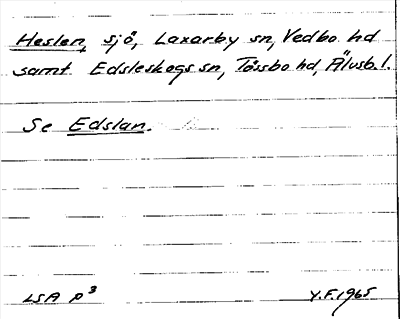 Heslen, sjö, Laxarby sn, Vedbo hd
samt Edsleskogs sn, Tössbo hd, Älvsb. l.
Se Edslan.
LSA p³ Y.F. 1965